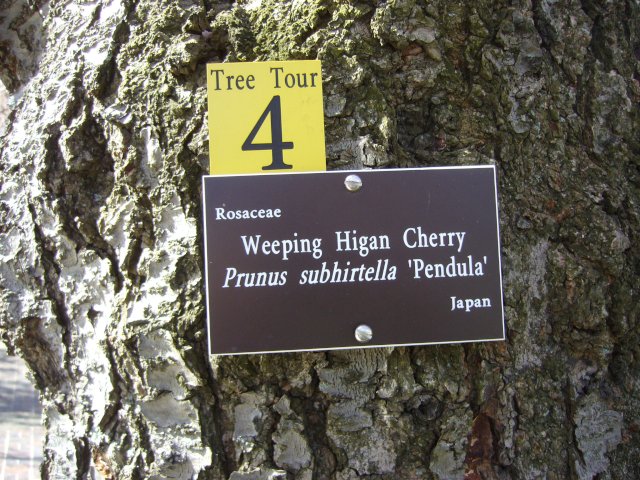 Tree Tour
4
Rosaceae
Weeping Higan Cherry
Prunus subhirtella 'Pendula'
Japan